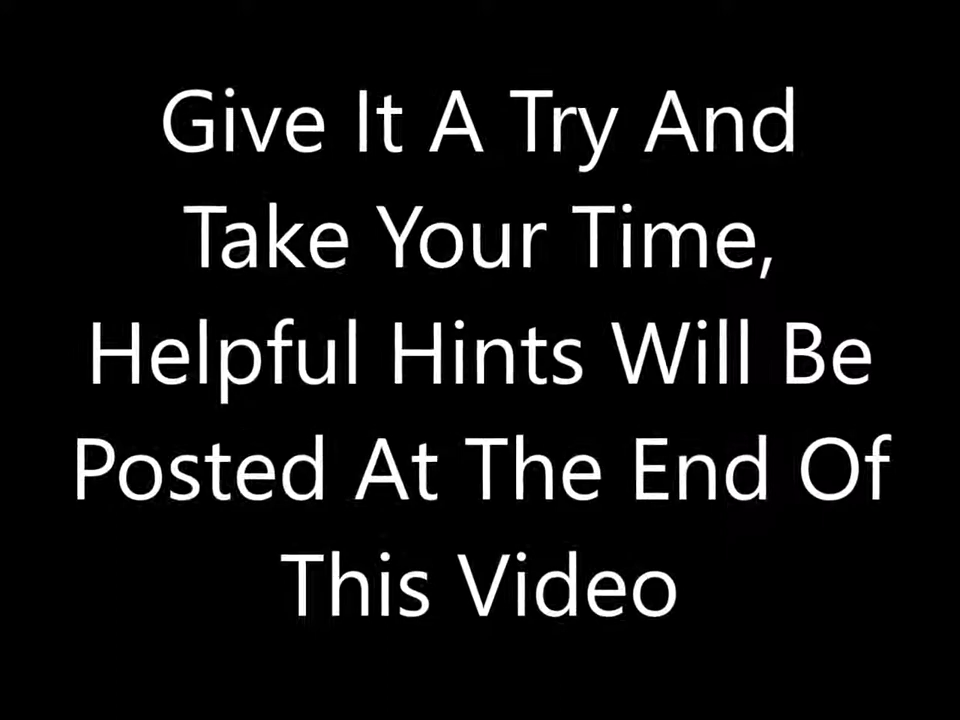 Give It A Try And
Take Your Time,
Helpful Hints Will Be
Posted At The End Of
This Video